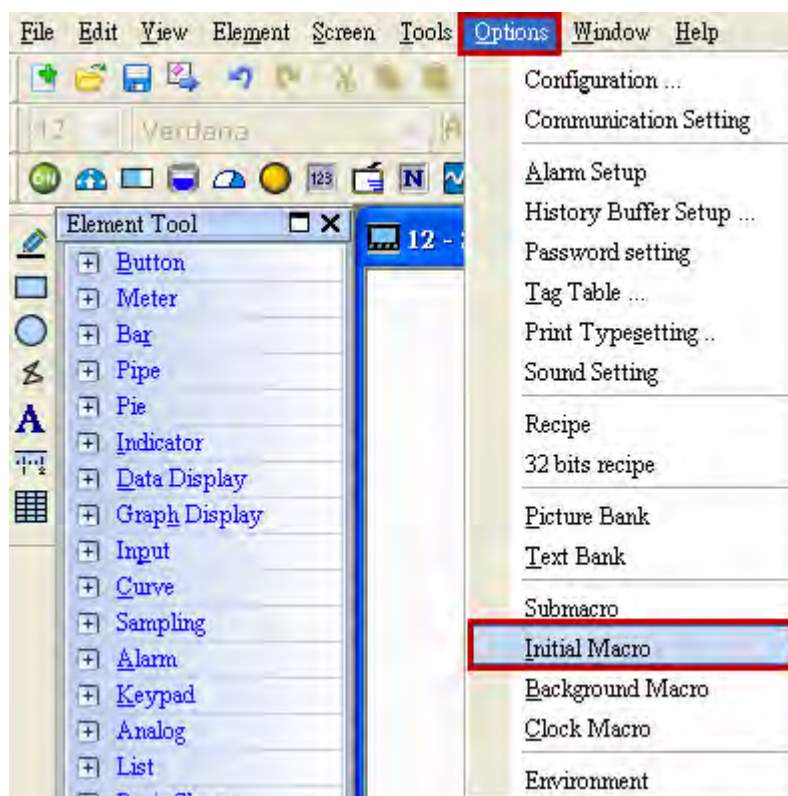 File Edit View Element Screen Tools Options Window Help
12 Verdana A
ON 123 N
Element Tool
12 -
Button
Meter
Bar
Pipe
Pie
Indicator
Data Display
Graph Display
Input
Curve
Sampling
Alarm
Keypad
Analog
List
A
Configuration ...
Communication Setting
Alarm Setup
History Buffer Setup ...
Password setting
Tag Table ...
Print Typesetting ..
Sound Setting
Recipe
32 bits recipe
Picture Bank
Text Bank
Submacro
Initial Macro
Background Macro
Clock Macro
Environment